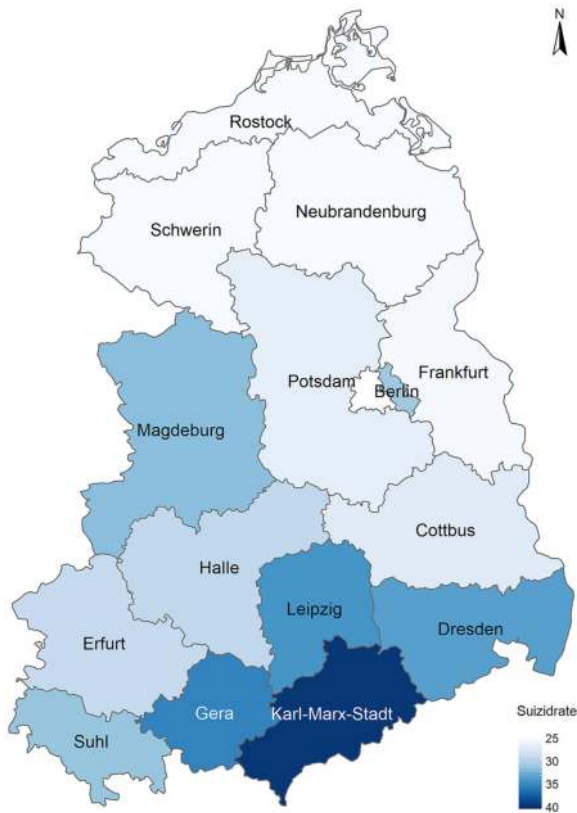 N
Rostock
Neubrandenburg
Schwerin
Frankfurt
Potsdam
Berlin
Magdeburg
Cottbus
Halle
Leipzig
Dresden
Erfurt
Gera
Karl-Marx-Stadt
Suhl
Suizidrate
25
30
35
40